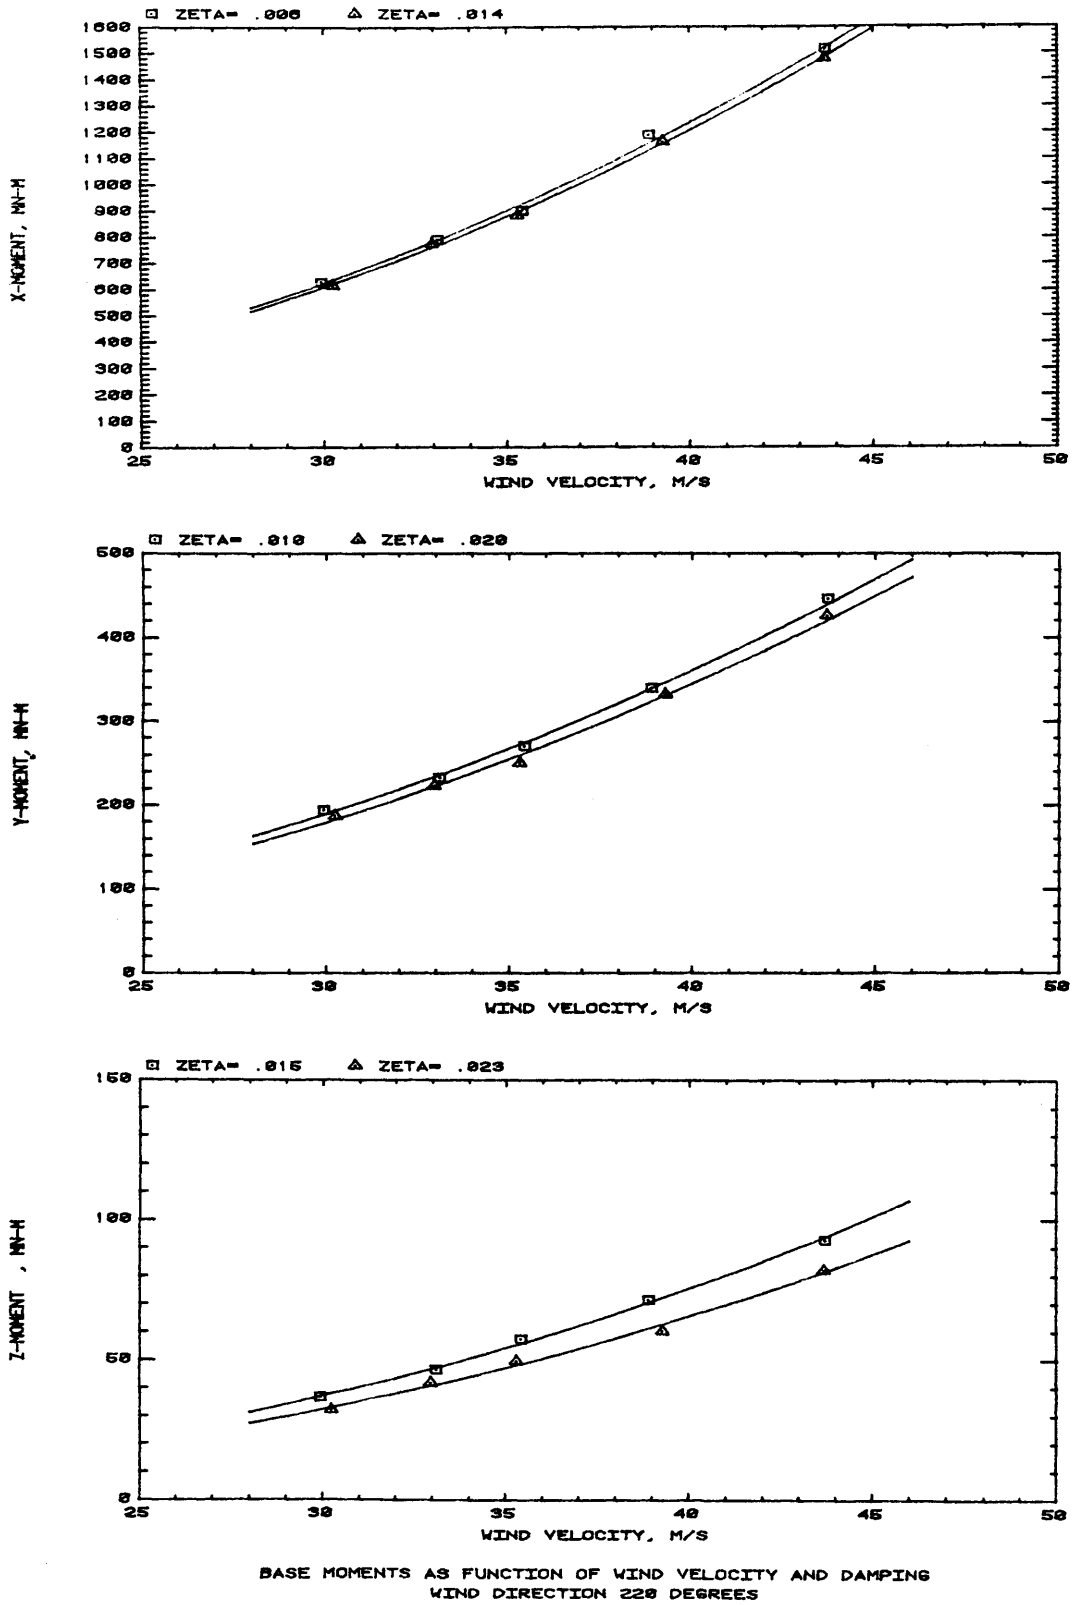 ZETA= .006 ZETA= .014
1600
1500
1400
1300
1200
1100
1000
900
800
700
600
500
400
300
200
100
0
25 30 35 40 45 50
X-MOMENT, MN-M
WIND VELOCITY, M/S
ZETA= .010 ZETA= .020
500
400
300
200
100
0
25 30 35 40 45 50
Y-MOMENT, MN-M
WIND VELOCITY, M/S
ZETA= .015 ZETA= .023
150
100
50
0
25 30 35 40 45 50
Z-MOMENT , MN-M
WIND VELOCITY, M/S
BASE MOMENTS AS FUNCTION OF WIND VELOCITY AND DAMPING
WIND DIRECTION 220 DEGREES